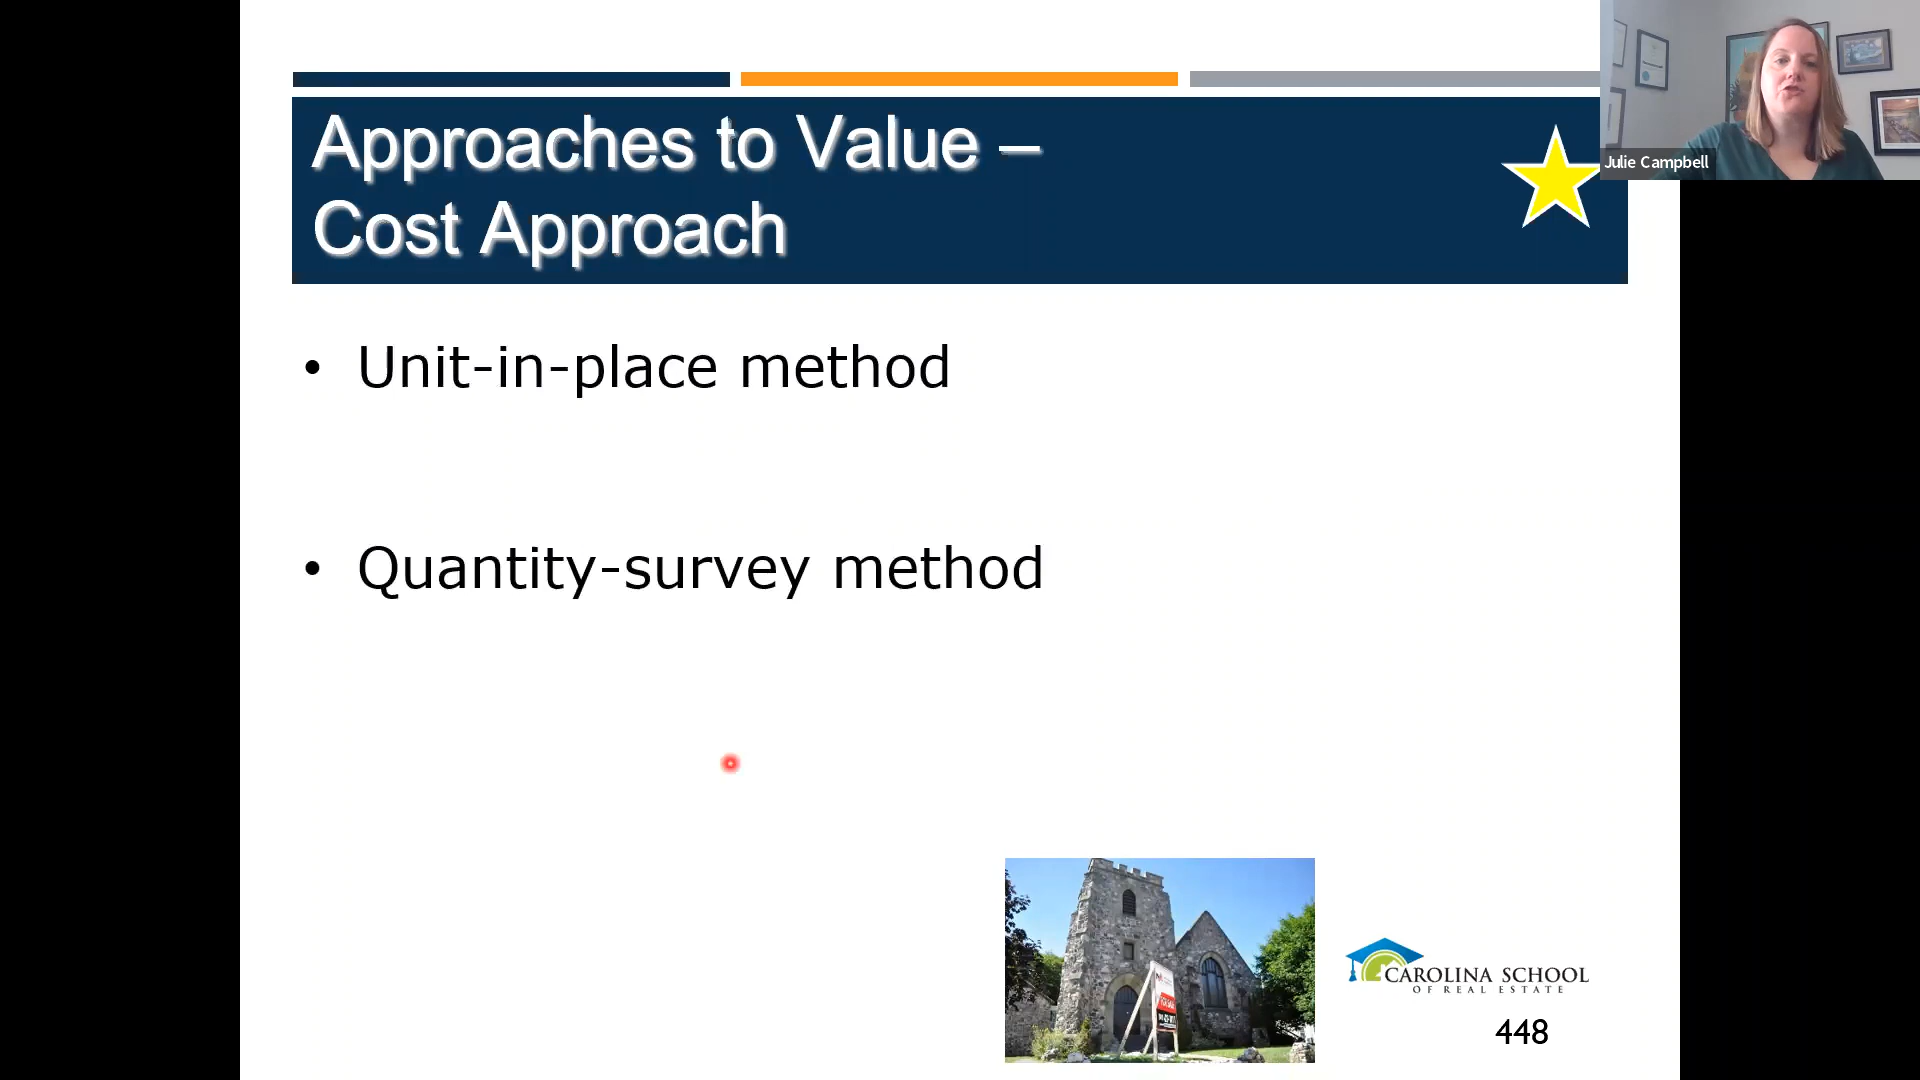 Approaches to Value –
Cost Approach
Julie Campbell
• Unit-in-place method
• Quantity-survey method
CAROLINA SCHOOL
OF REAL ESTATE
448